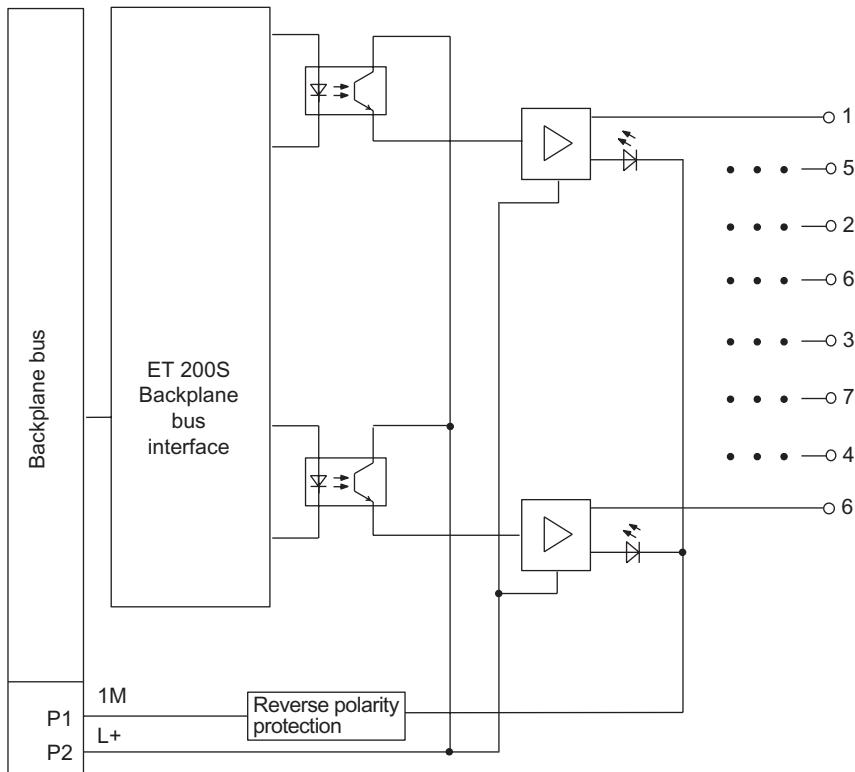 Backplane bus
ET 200S
Backplane
bus
interface
1
5
2
6
3
7
4
6
1M
P1
Reverse polarity
protection
L+
P2